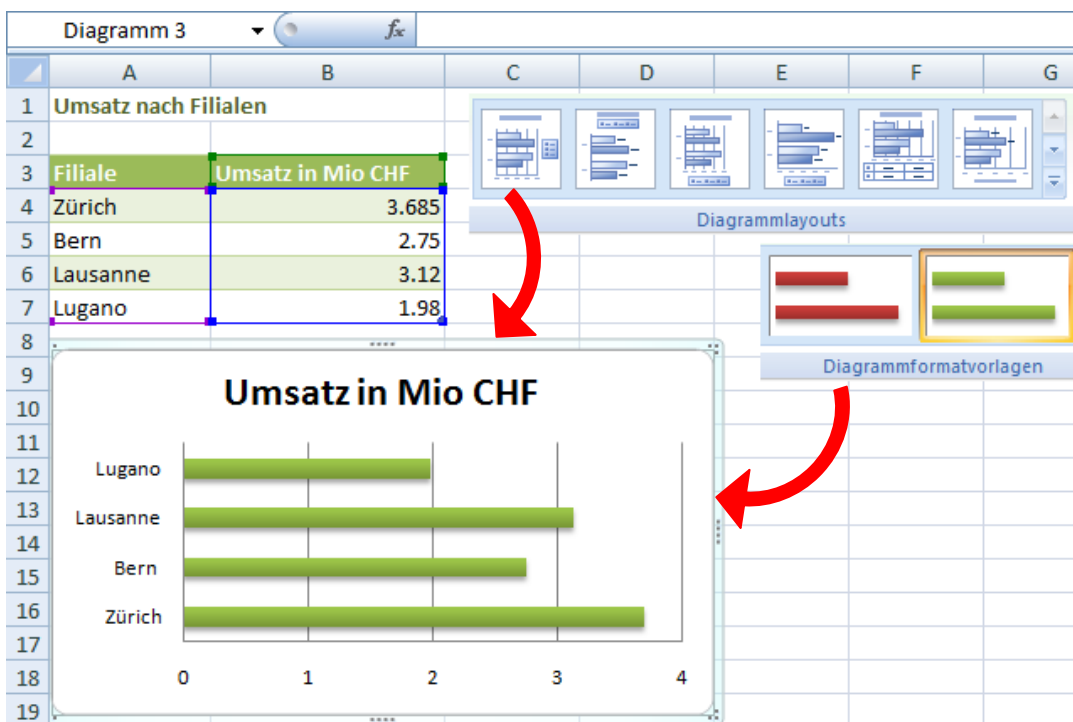 Diagramm 3 fx
A B C D E F G
1 Umsatz nach Filialen
2
3 Filiale Umsatz in Mio CHF
4 Zürich 3.685
5 Bern 2.75
6 Lausanne 3.12
7 Lugano 1.98
8
9
10
11
12
13
14
15
16
17
18
19
Diagrammlayouts
Diagrammformatvorlagen
Umsatz in Mio CHF
Lugano
Lausanne
Bern
Zürich
0 1 2 3 4